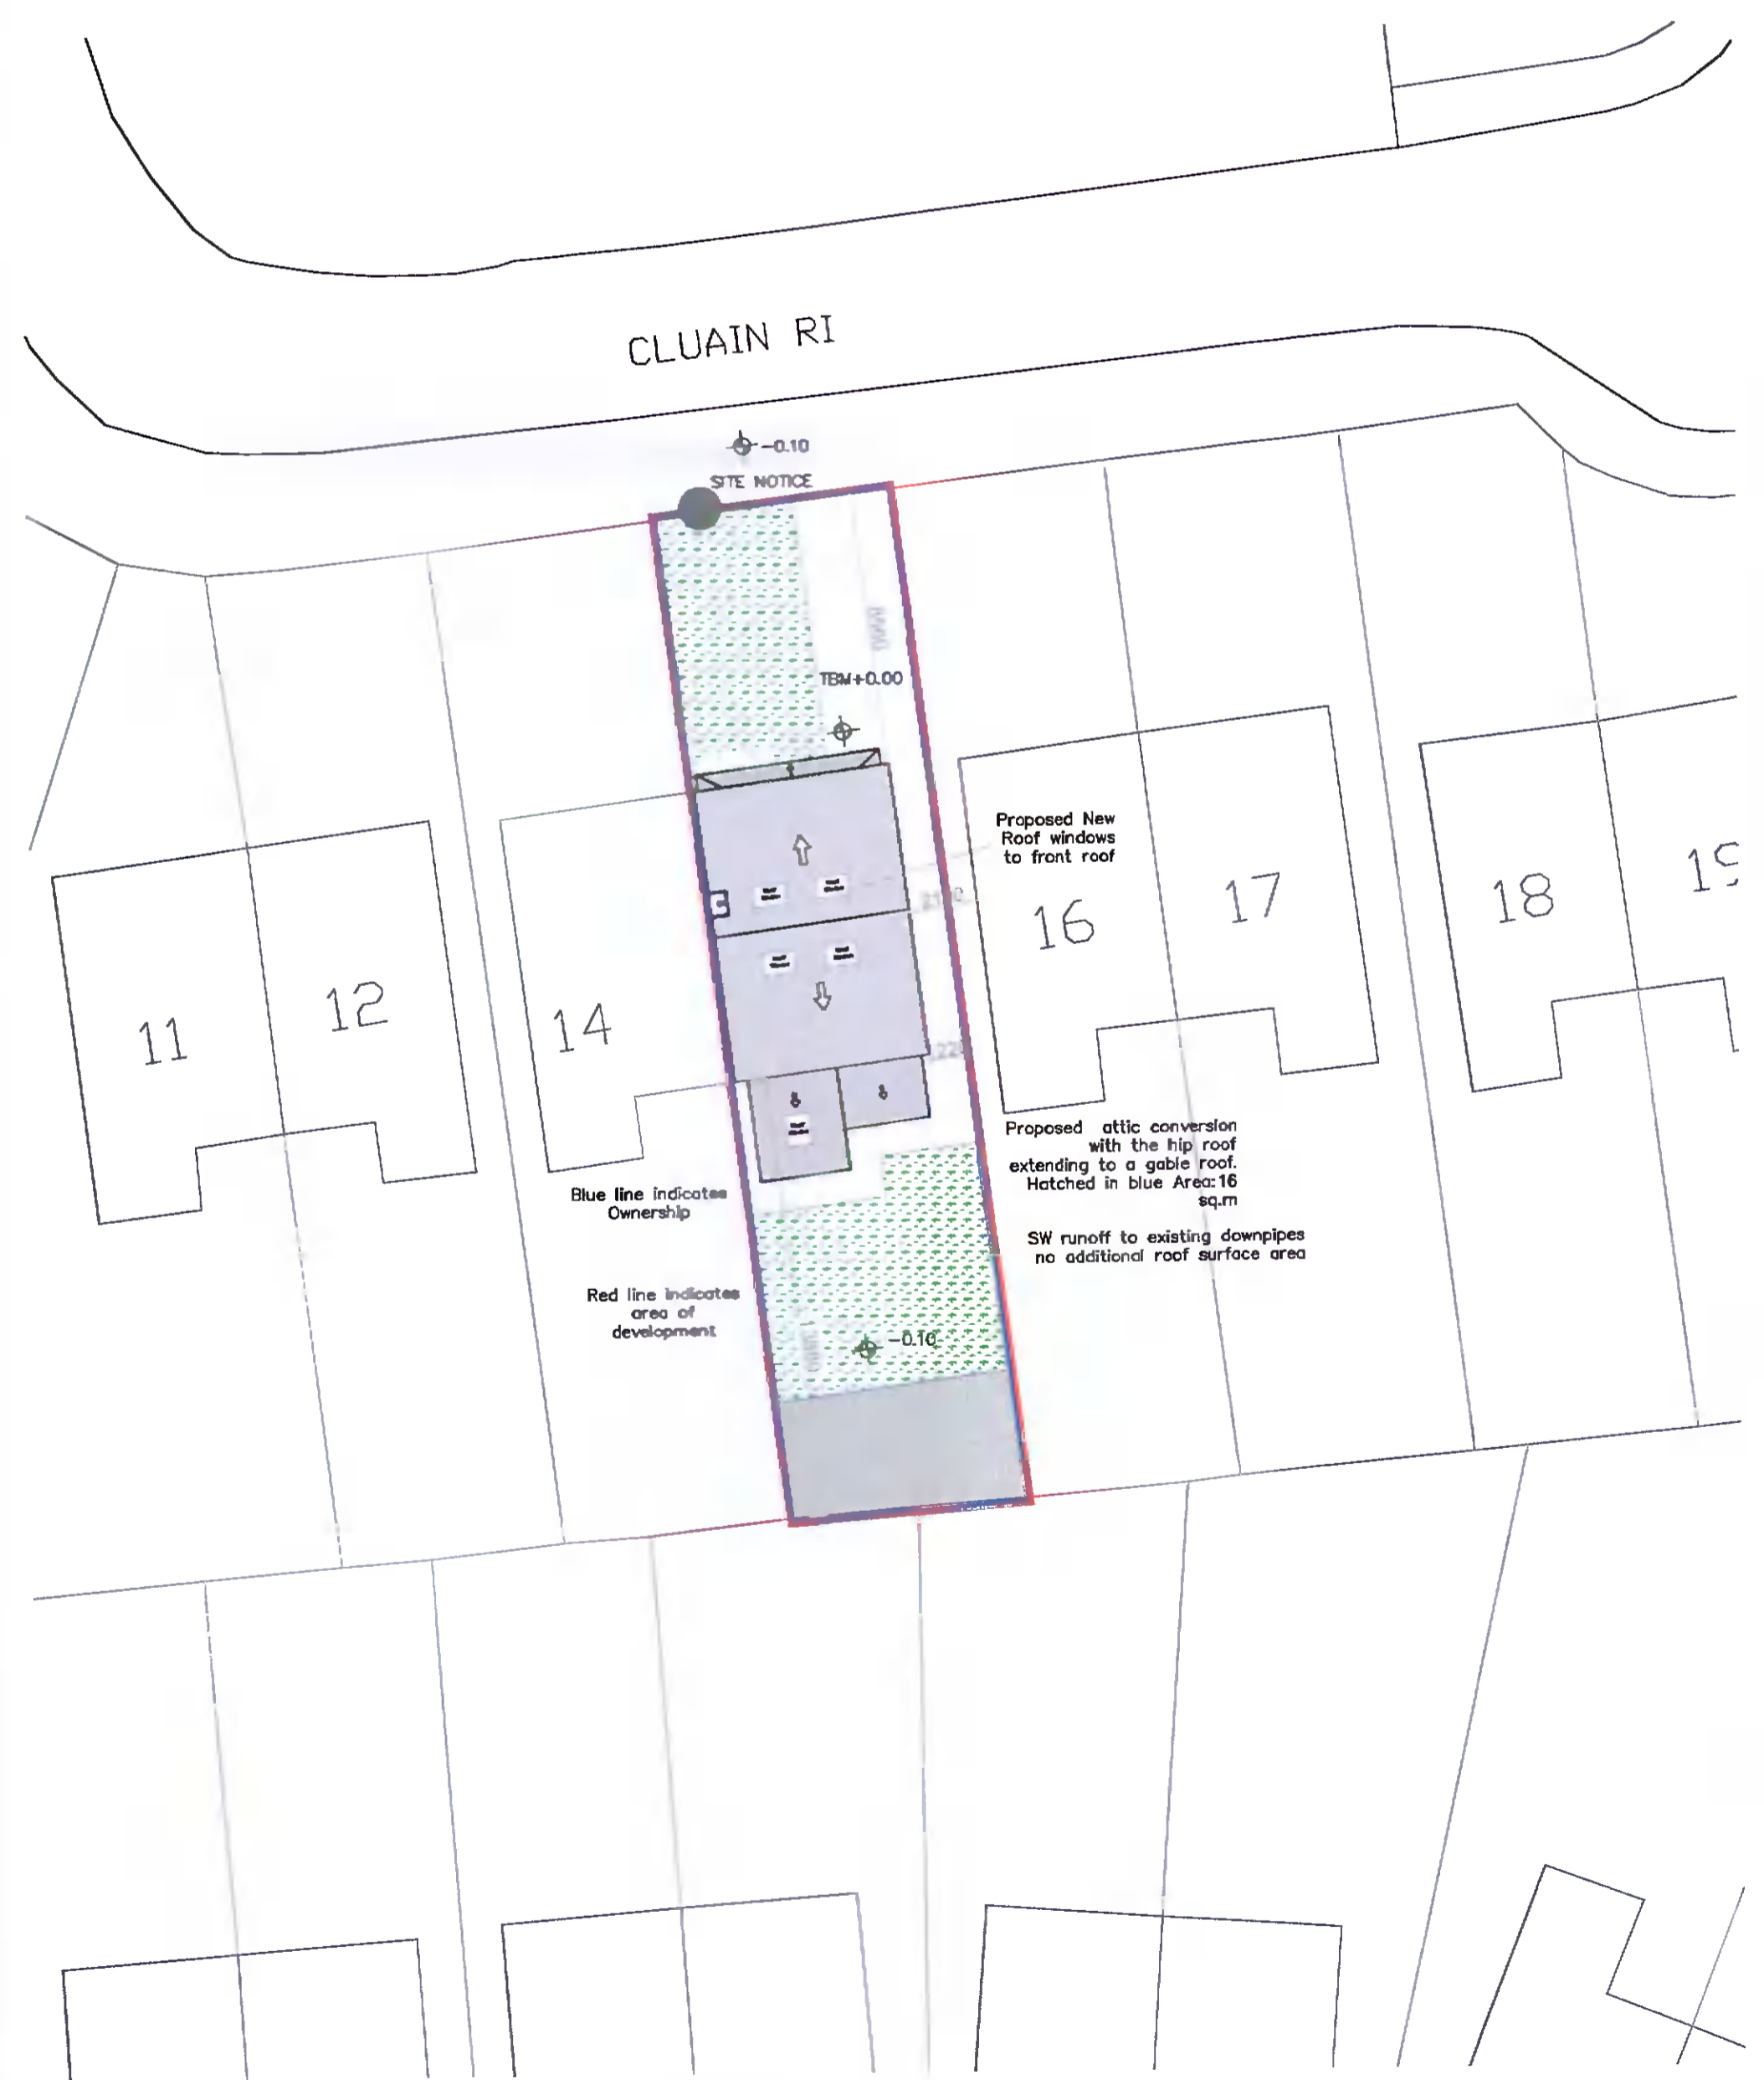 CLUAIN RI
-0.10
SITE NOTICE
TBM+0.00
Proposed New
Roof windows
to front roof
11
12
14
16
17
18
Proposed attic conversion
with the hip roof
extending to a gable roof.
Hatched in blue Area:16
sq.m
SW runoff to existing downpipes
no additional roof surface area
Blue line indicates
Ownership
Red line indicates
area of
development
-0.10